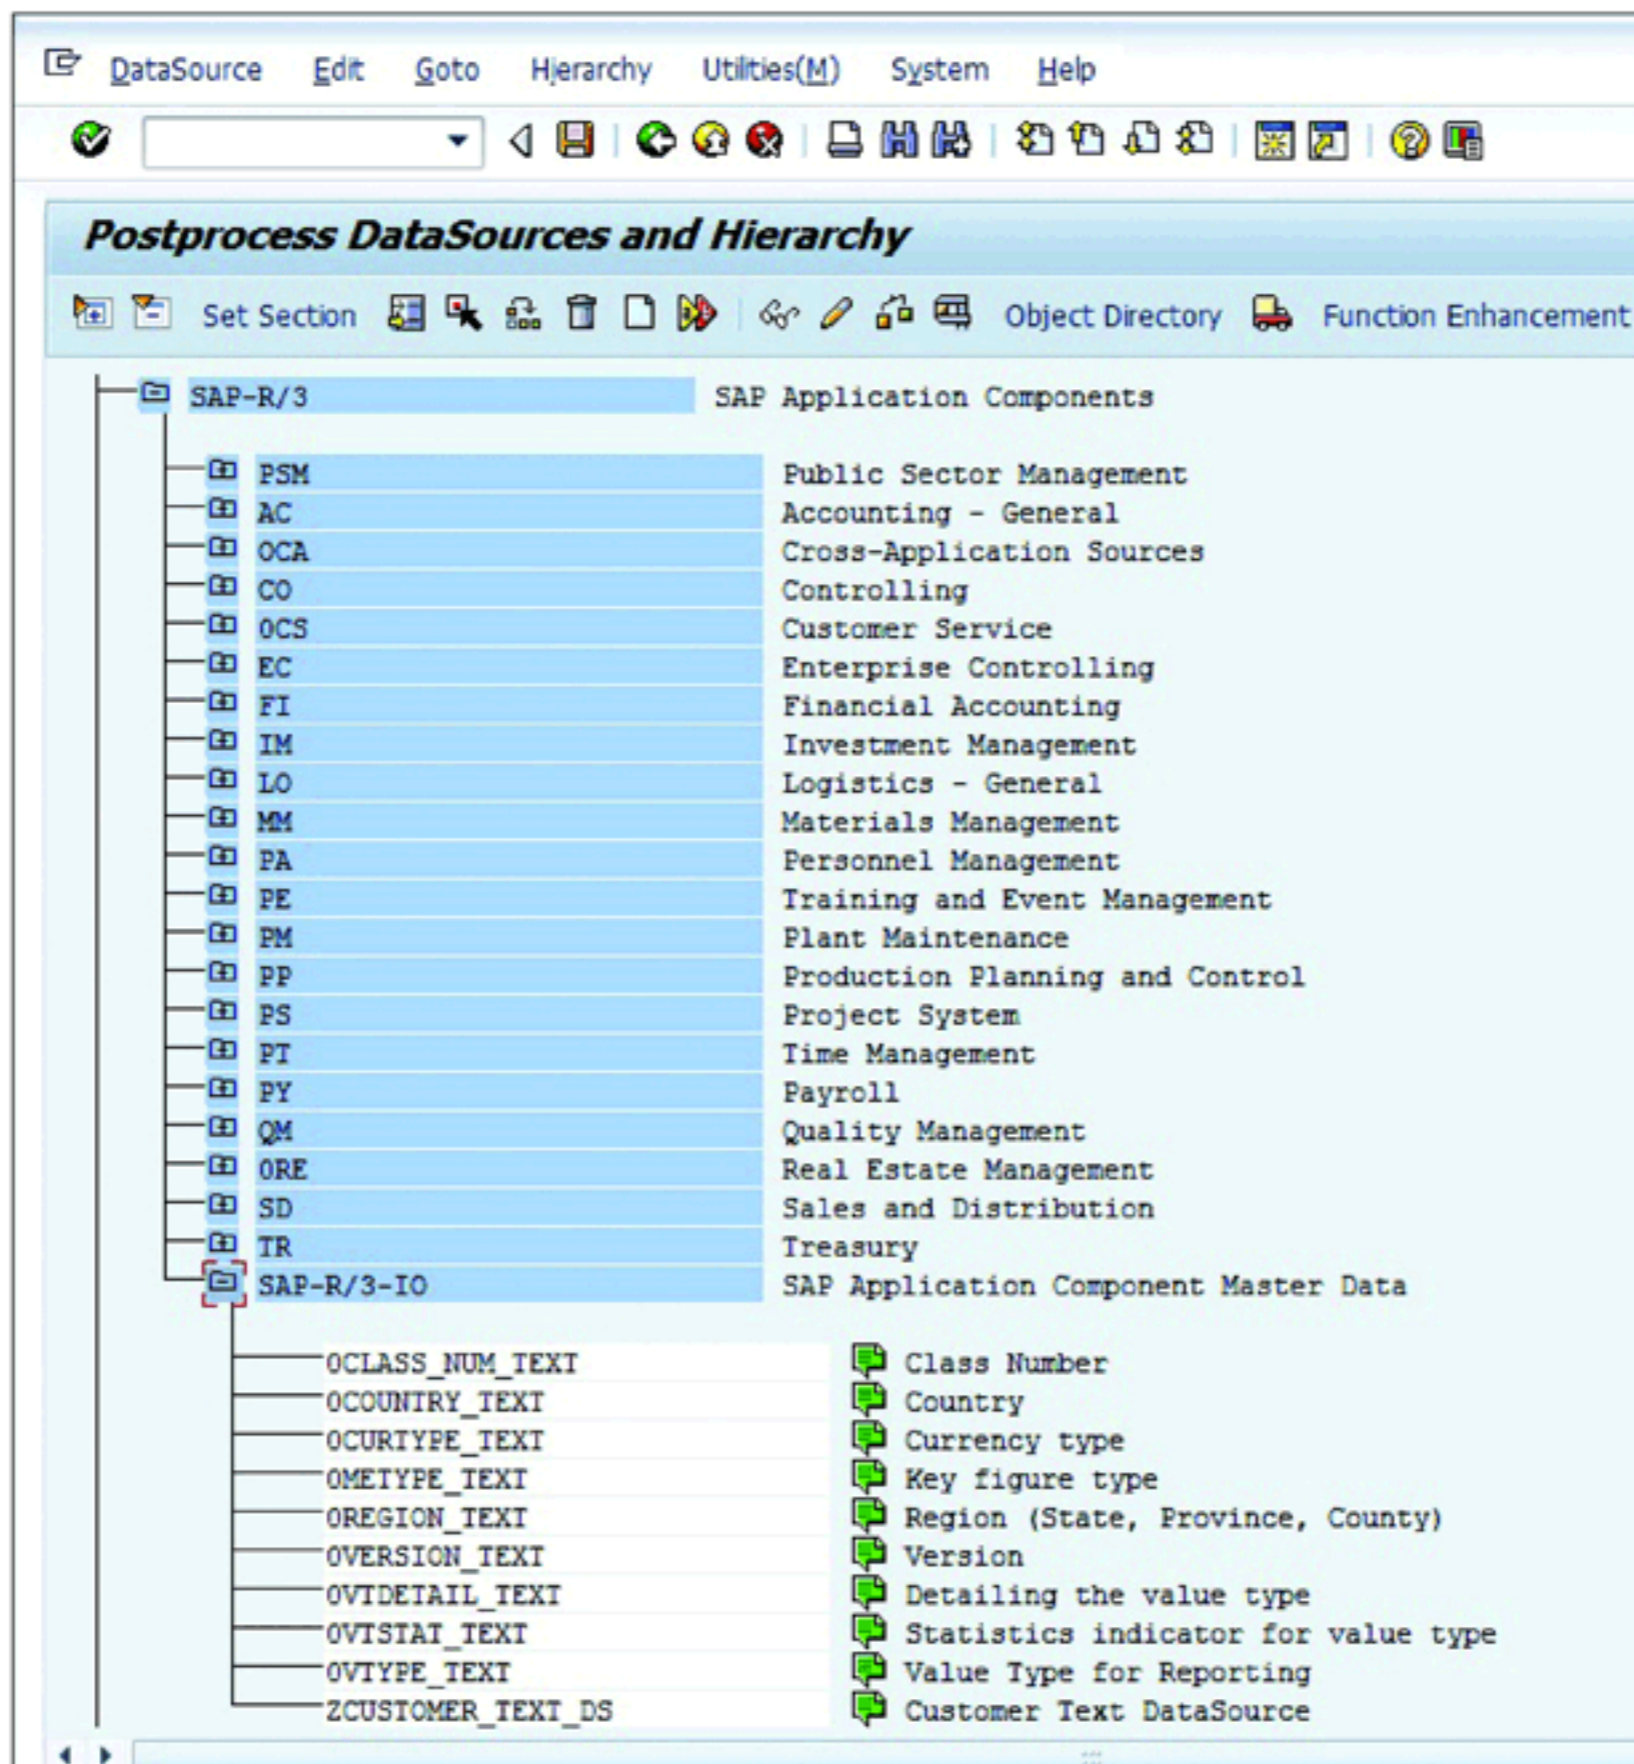 DataSource Edit Goto Hierarchy Utilities(M) System Help
Postprocess DataSources and Hierarchy
Set Section Object Directory Function Enhancement
SAP-R/3 SAP Application Components
PSM Public Sector Management
AC Accounting - General
0CA Cross-Application Sources
CO Controlling
0CS Customer Service
EC Enterprise Controlling
FI Financial Accounting
IM Investment Management
LO Logistics - General
MM Materials Management
PA Personnel Management
PE Training and Event Management
PM Plant Maintenance
PP Production Planning and Control
PS Project System
PT Time Management
PY Payroll
QM Quality Management
0RE Real Estate Management
SD Sales and Distribution
TR Treasury
SAP-R/3-IO SAP Application Component Master Data
0CLASS_NUM_TEXT Class Number
0COUNTRY_TEXT Country
0CURTYPE_TEXT Currency type
0METYPE_TEXT Key figure type
0REGION_TEXT Region (State, Province, County)
0VERSION_TEXT Version
0VTDETAIL_TEXT Detailing the value type
0VTSTAT_TEXT Statistics indicator for value type
0VTYPE_TEXT Value Type for Reporting
ZCUSTOMER_TEXT_DS Customer Text DataSource